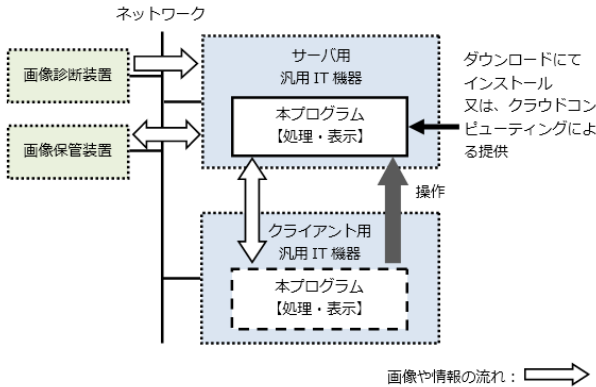 ネットワーク
画像診断装置
画像保管装置
サーバ用
汎用 IT 機器
本プログラム
【処理・表示】
ダウンロードにて
インストール
又は、クラウドコン
ピューティングによ
る提供
操作
クライアント用
汎用 IT 機器
本プログラム
【処理・表示】
画像や情報の流れ：